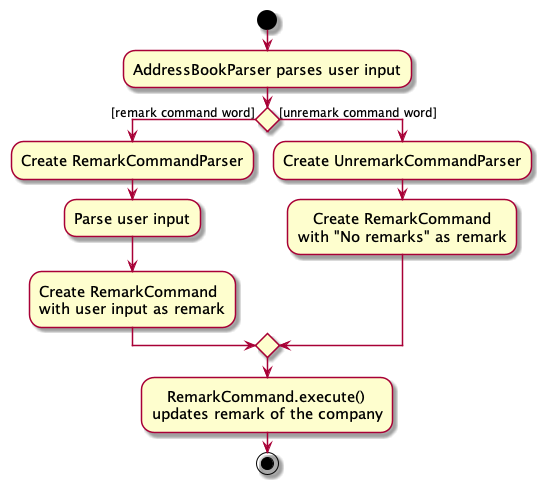 AddressBookParser parses user input
[remark command word]
[unremark command word]
Create RemarkCommandParser
Create UnremarkCommandParser
Parse user input
Create RemarkCommand
with "No remarks" as remark
Create RemarkCommand
with user input as remark
RemarkCommand.execute()
updates remark of the company